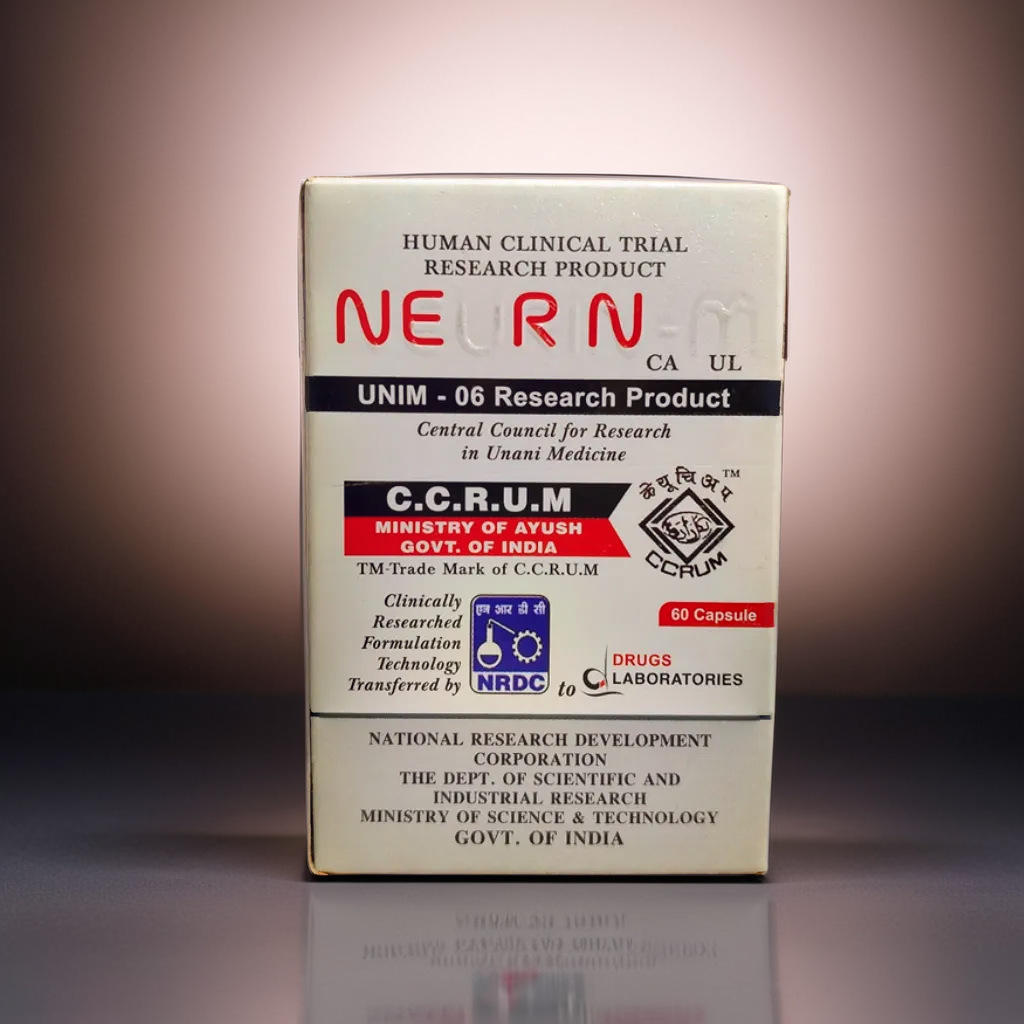 HUMAN CLINICAL TRIAL
RESEARCH PRODUCT
NEURIN-M
CA UL
UNIM - 06 Research Product
Central Council for Research
in Unani Medicine
C.C.R.U.M
MINISTRY OF AYUSH
GOVT. OF INDIA
TM-Trade Mark of C.C.R.U.M
के यू चि अ प
TM
CCRUM
60 Capsule
Clinically
Researched
Formulation
Technology
Transferred by
एन आर डी सी
NRDC
to
DRUGS
LABORATORIES
NATIONAL RESEARCH DEVELOPMENT
CORPORATION
THE DEPT. OF SCIENTIFIC AND
INDUSTRIAL RESEARCH
MINISTRY OF SCIENCE & TECHNOLOGY
GOVT. OF INDIA